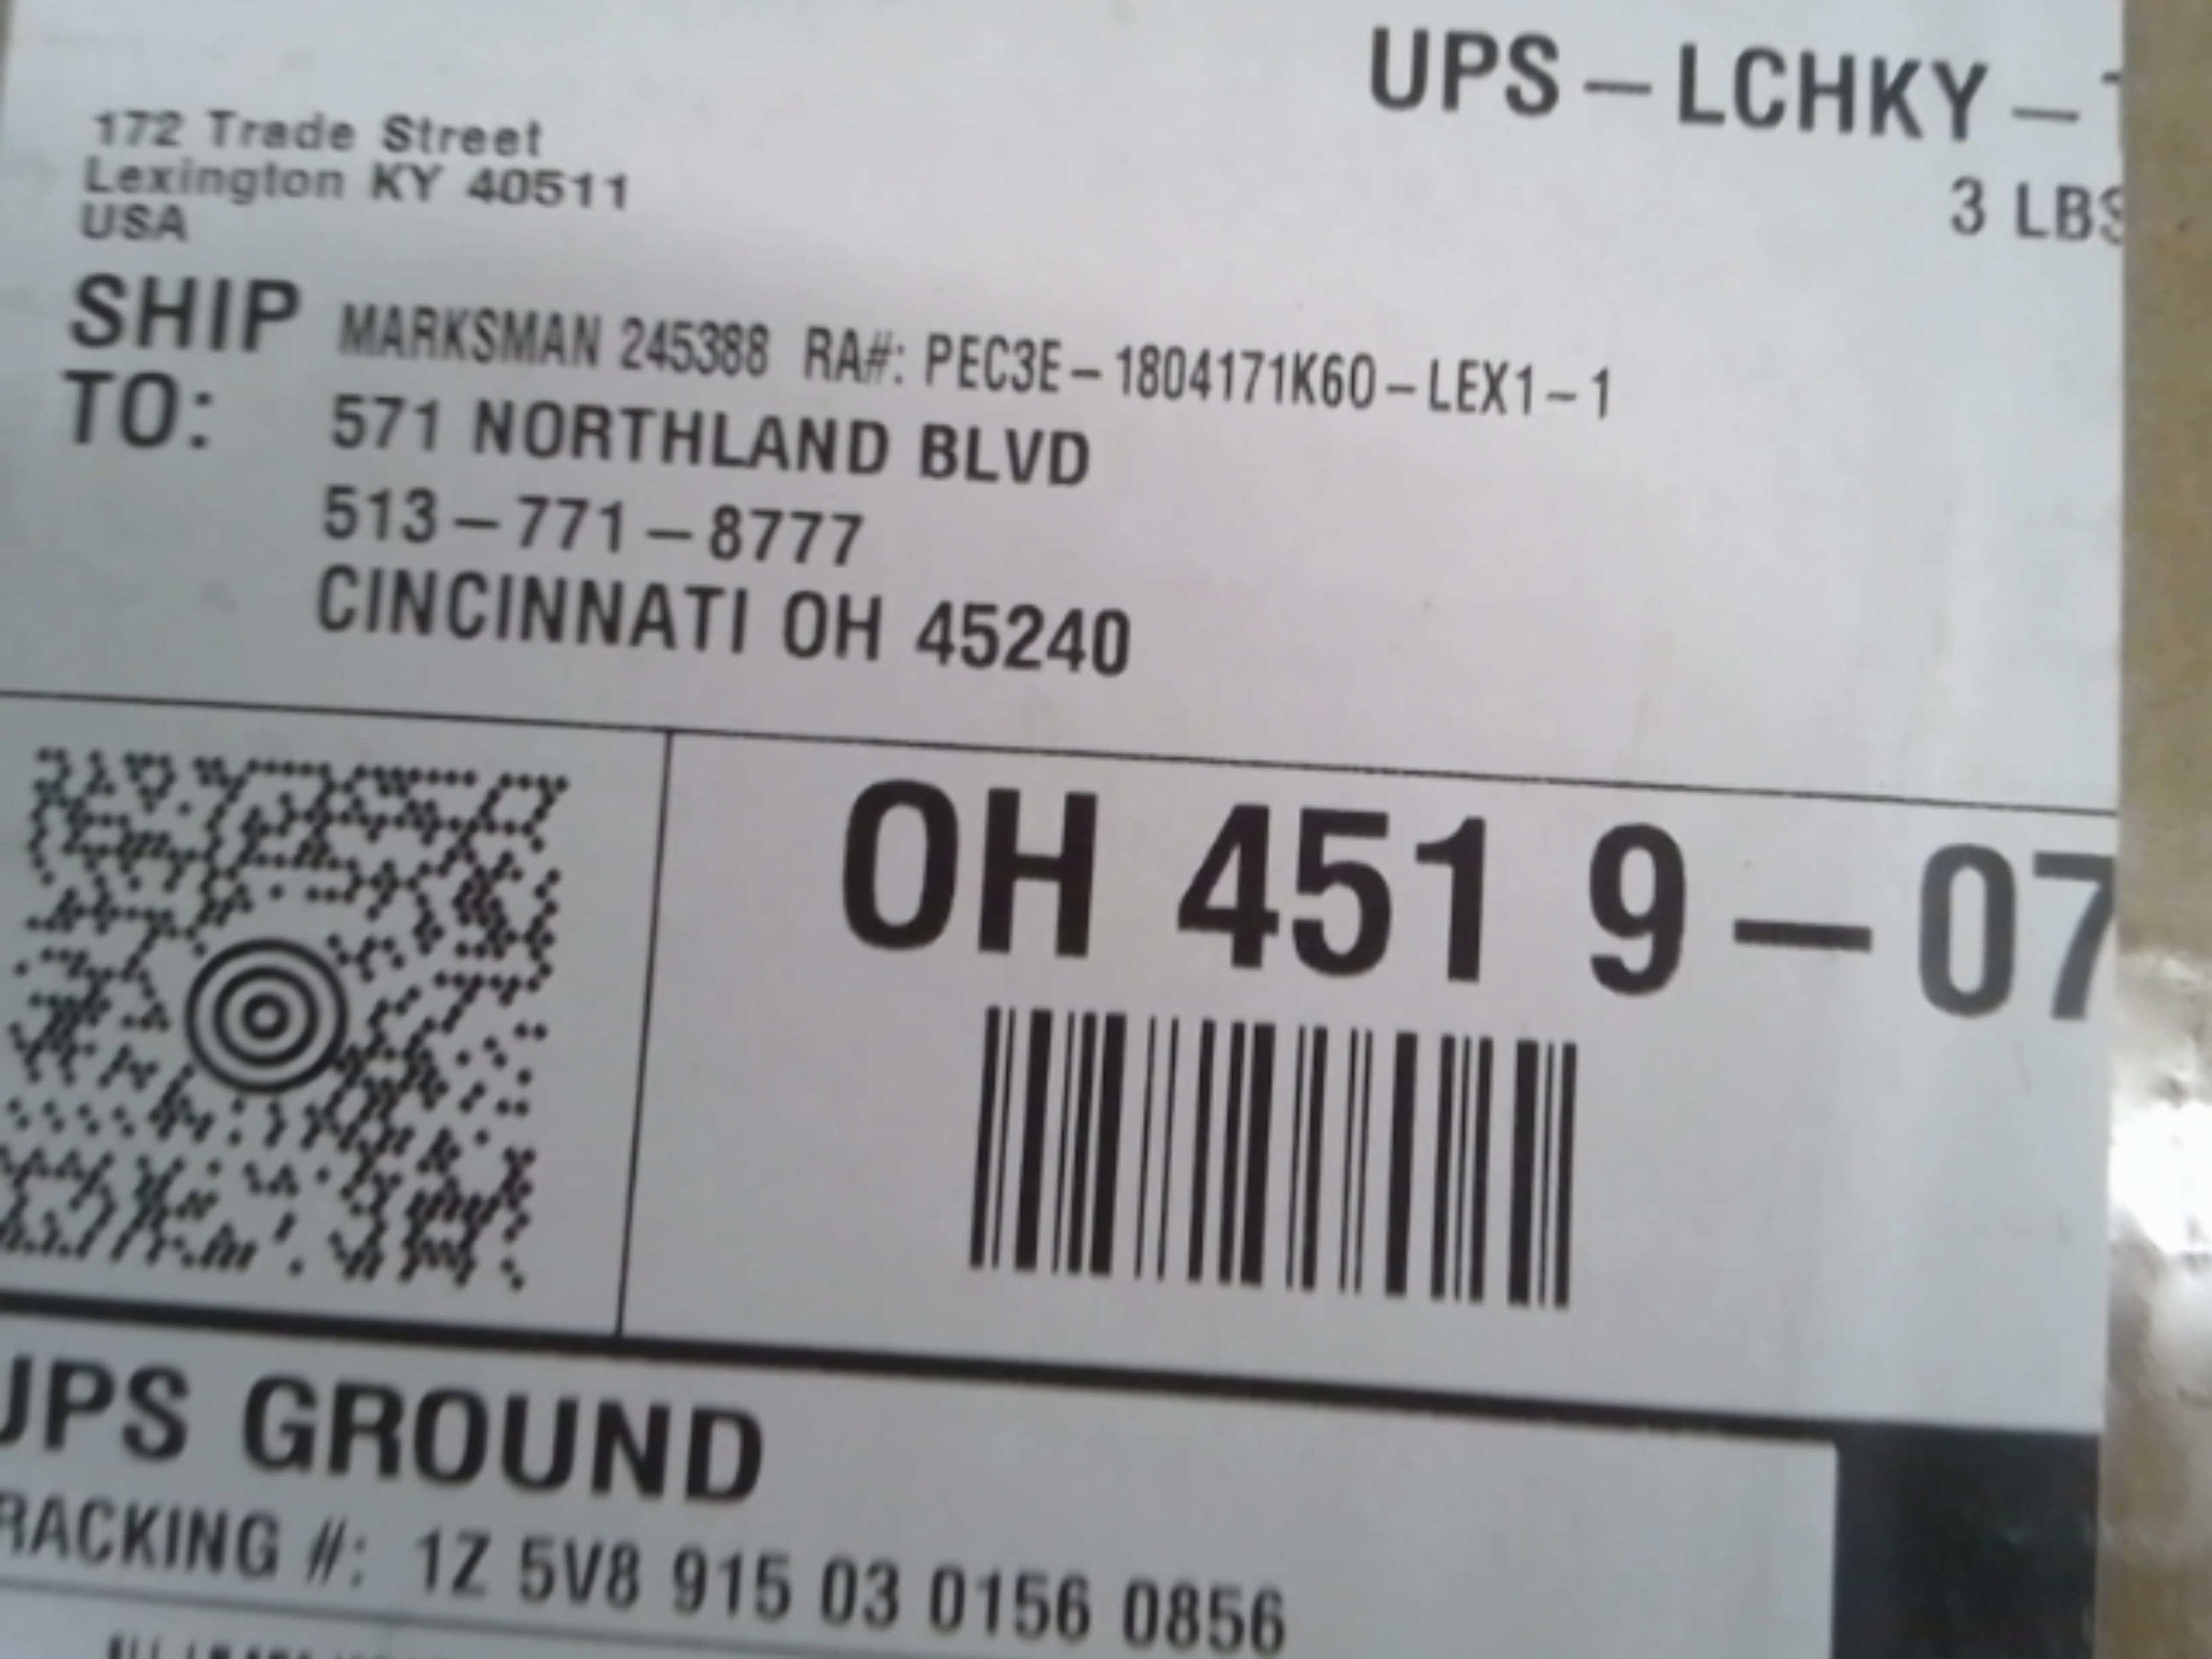 UPS – LCHKY –
3 LBS
172 Trade Street
Lexington KY 40511
USA
SHIP TO: MARKSMAN 245388 RA#: PEC3E – 1804171K60 – LEX1 – 1
571 NORTHLAND BLVD
513 – 771 – 8777
CINCINNATI OH 45240
OH 451 9 – 07
UPS GROUND
TRACKING #: 1Z 5V8 915 03 0156 0856